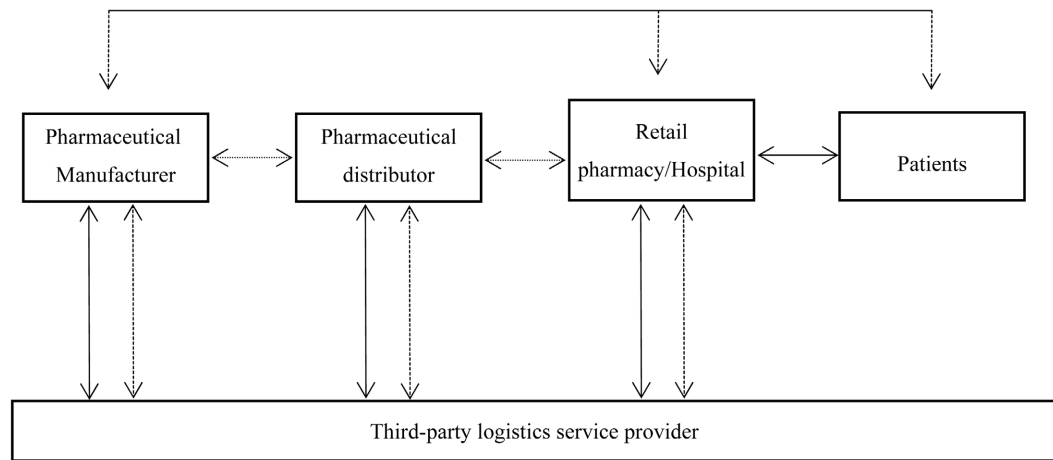 Pharmaceutical
Manufacturer
Pharmaceutical
distributor
Retail
pharmacy/Hospital
Patients
Third-party logistics service provider